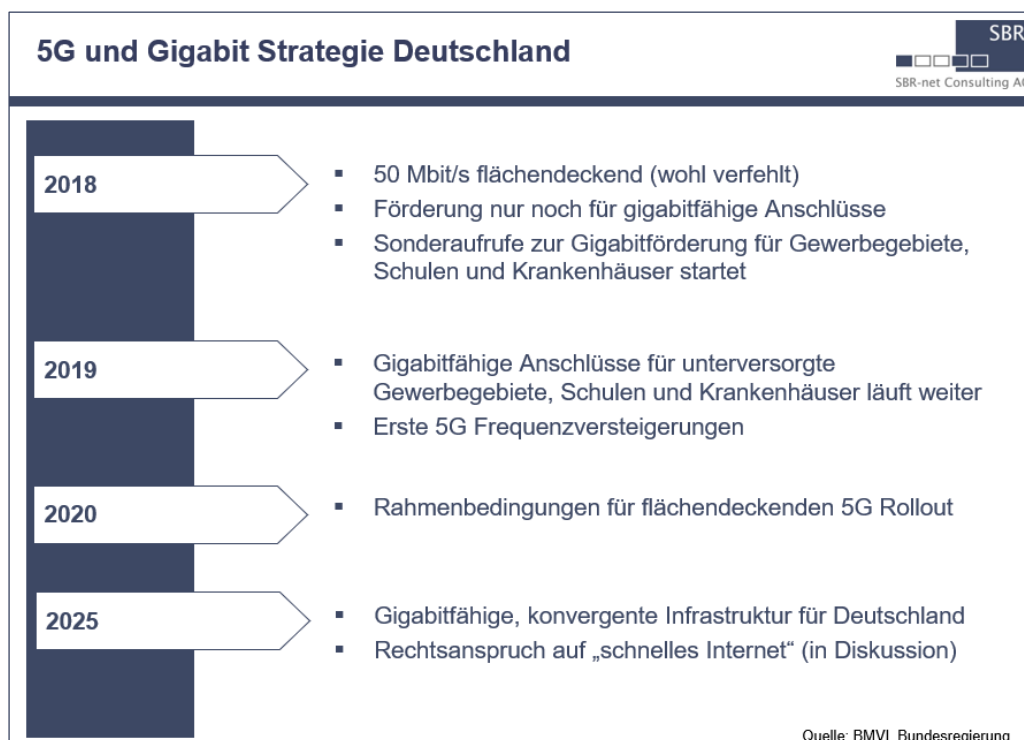 5G und Gigabit Strategie Deutschland
SBR
SBR-net Consulting AG
2018
▪ 50 Mbit/s flächendeckend (wohl verfehlt)
▪ Förderung nur noch für gigabitfähige Anschlüsse
▪ Sonderaufrufe zur Gigabitförderung für Gewerbegebiete,
Schulen und Krankenhäuser startet
2019
▪ Gigabitfähige Anschlüsse für unterversorgte
Gewerbegebiete, Schulen und Krankenhäuser läuft weiter
▪ Erste 5G Frequenzversteigerungen
2020
▪ Rahmenbedingungen für flächendeckenden 5G Rollout
2025
▪ Gigabitfähige, konvergente Infrastruktur für Deutschland
▪ Rechtsanspruch auf „schnelles Internet“ (in Diskussion)
Quelle: BMVI, Bundesregierung